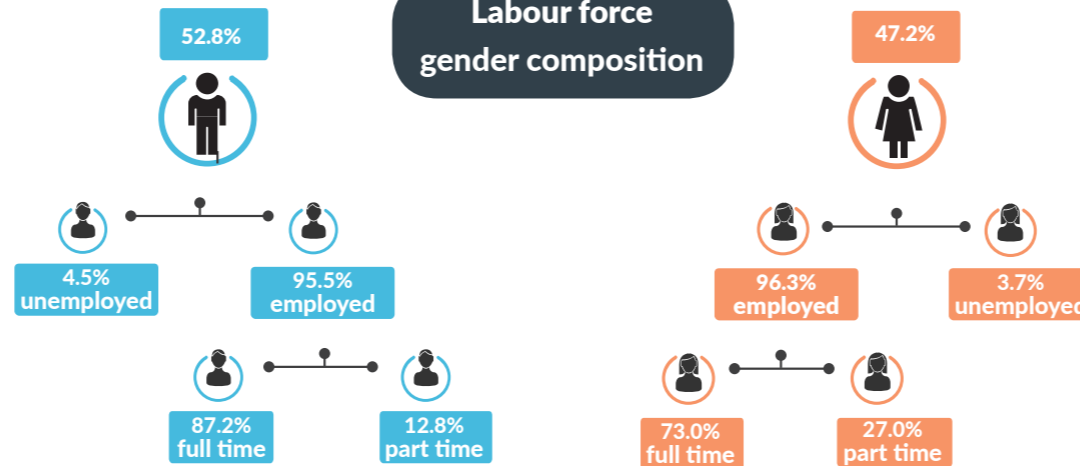 Labour force
gender composition
52.8%
47.2%
4.5%
unemployed
95.5%
employed
96.3%
employed
3.7%
unemployed
87.2%
full time
12.8%
part time
73.0%
full time
27.0%
part time